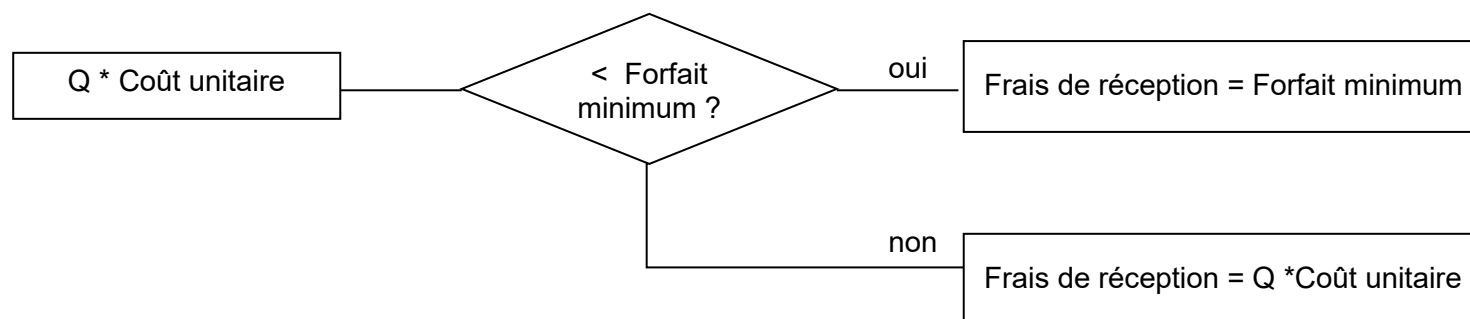 Q * Coût unitaire
< Forfait
minimum ?
oui
Frais de réception = Forfait minimum
non
Frais de réception = Q *Coût unitaire